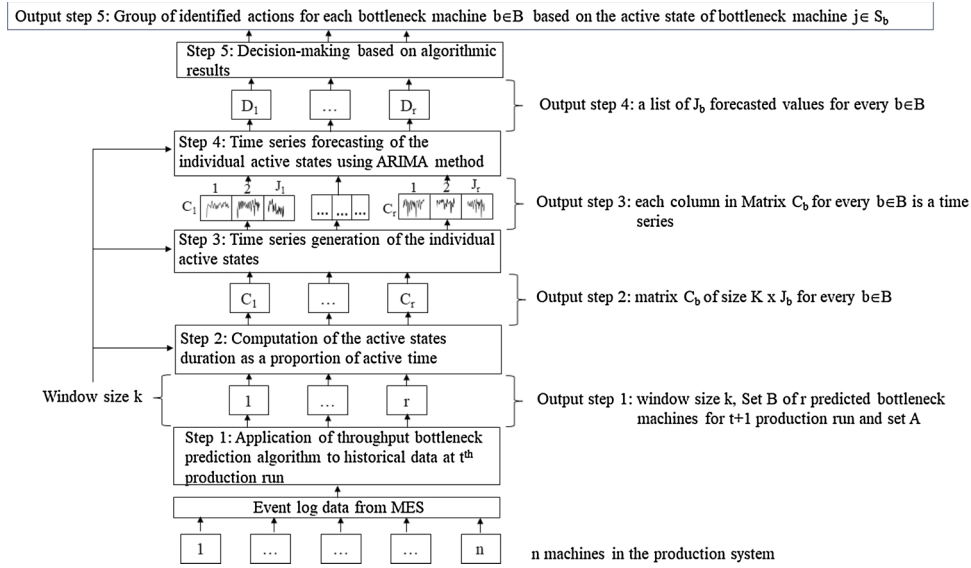 Output step 5: Group of identified actions for each bottleneck machine b∈B based on the active state of bottleneck machine j∈ S_b
Step 5: Decision-making based on algorithmic
results
D₁ … D_r
Output step 4: a list of J_b forecasted values for every b∈B
Step 4: Time series forecasting of the
individual active states using ARIMA method
1 2 J₁
C₁
... ... ...
1 2 J_r
C_r
Output step 3: each column in Matrix C_b for every b∈B is a time
series
Step 3: Time series generation of the individual
active states
C₁ … C_r
Output step 2: matrix C_b of size K x J_b for every b∈B
Step 2: Computation of the active states
duration as a proportion of active time
Window size k
1 … r
Output step 1: window size k, Set B of r predicted bottleneck
machines for t+1 production run and set A
Step 1: Application of throughput bottleneck
prediction algorithm to historical data at tᵗʰ
production run
Event log data from MES
1 … … … n
n machines in the production system